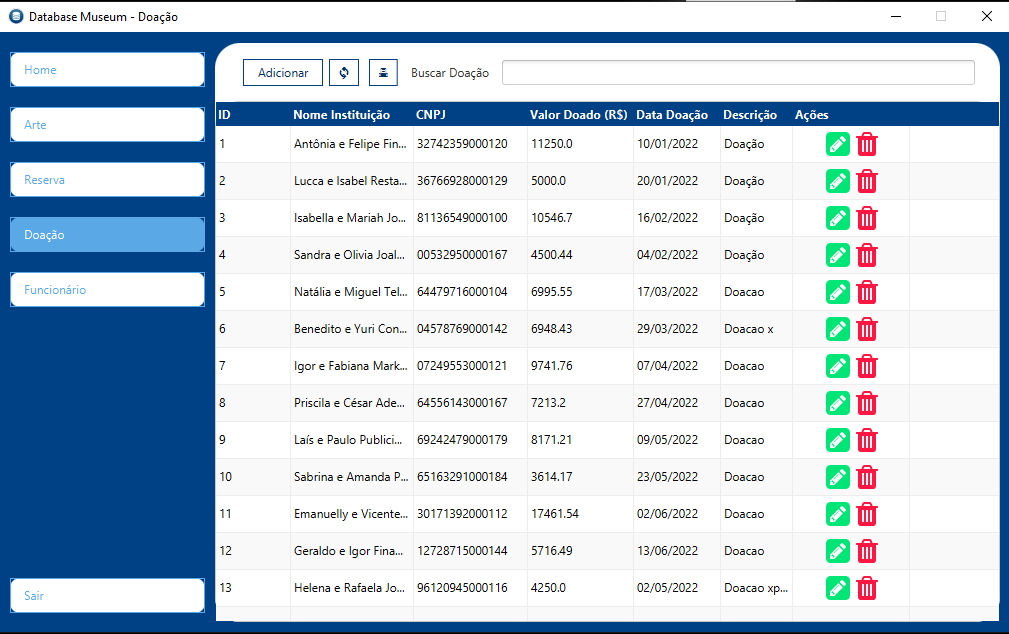 Database Museum - Doação
Home
Arte
Reserva
Doação
Funcionário
Sair
Adicionar
Buscar Doação
ID Nome Instituição CNPJ Valor Doado (R$) Data Doação Descrição Ações
1 Antônia e Felipe Fin... 32742359000120 11250.0 10/01/2022 Doação
2 Lucca e Isabel Resta... 36766928000129 5000.0 20/01/2022 Doação
3 Isabella e Mariah Jo... 81136549000100 10546.7 16/02/2022 Doação
4 Sandra e Olivia Joal... 00532950000167 4500.44 04/02/2022 Doação
5 Natália e Miguel Tel... 64479716000104 6995.55 17/03/2022 Doacao
6 Benedito e Yuri Con... 04578769000142 6948.43 29/03/2022 Doacao x
7 Igor e Fabiana Mark... 07249553000121 9741.76 07/04/2022 Doacao
8 Priscila e César Ade... 64556143000167 7213.2 27/04/2022 Doacao
9 Laís e Paulo Publici... 69242479000179 8171.21 09/05/2022 Doacao
10 Sabrina e Amanda P... 65163291000184 3614.17 23/05/2022 Doacao
11 Emanuelly e Vicente... 30171392000112 17461.54 02/06/2022 Doacao
12 Geraldo e Igor Fina... 12728715000144 5716.49 13/06/2022 Doacao
13 Helena e Rafaela Jo... 96120945000116 4250.0 02/05/2022 Doacao xp...